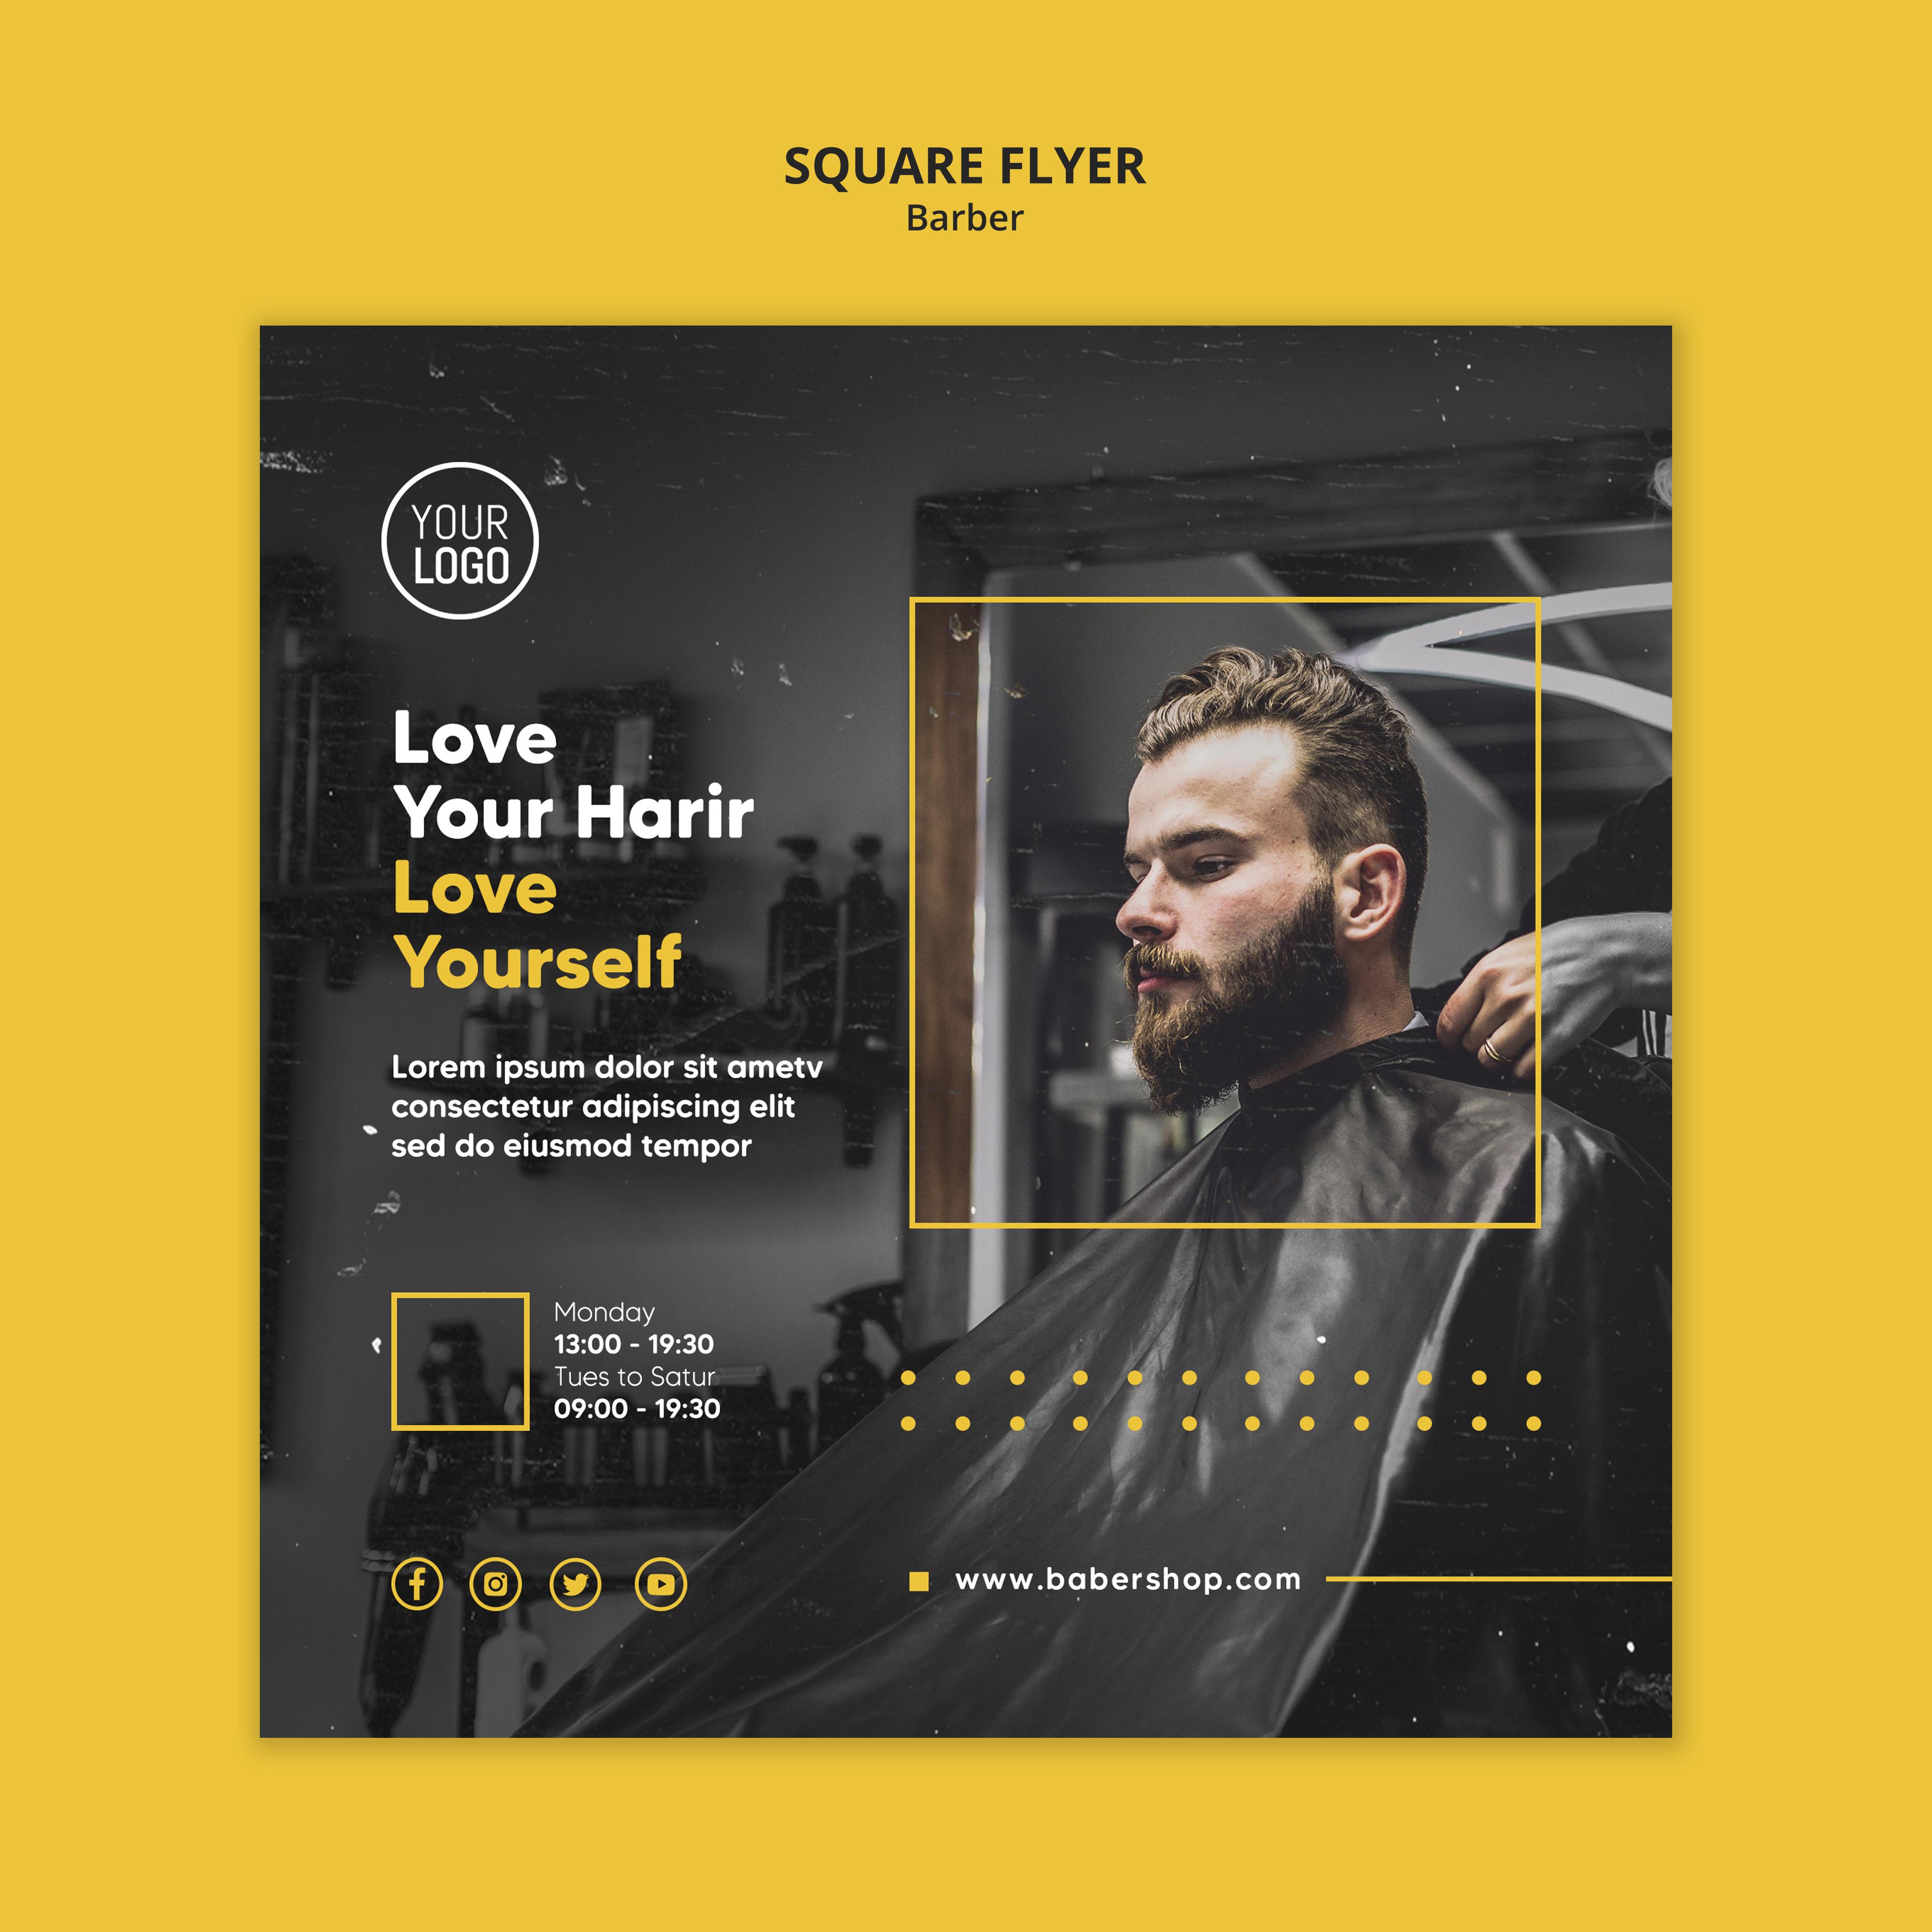 SQUARE FLYER
Barber
YOUR
LOGO
Love
Your Harir
Love
Yourself
Lorem ipsum dolor sit ametv
consectetur adipiscing elit
sed do eiusmod tempor
Monday
13:00 - 19:30
Tues to Satur
09:00 - 19:30
www.babershop.com